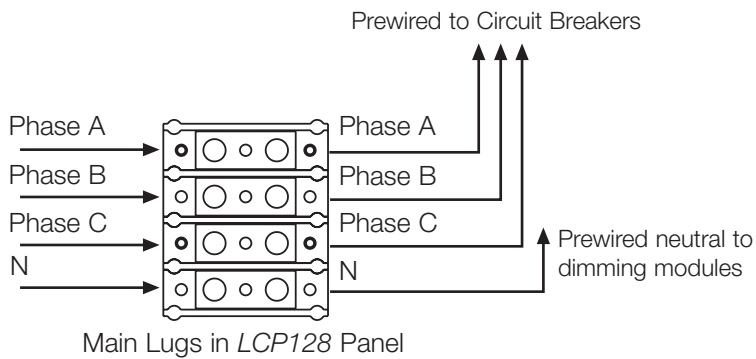 Prewired to Circuit Breakers
Phase A
Phase A
Phase B
Phase B
Phase C
Phase C
N
N
Prewired neutral to
dimming modules
Main Lugs in LCP128 Panel